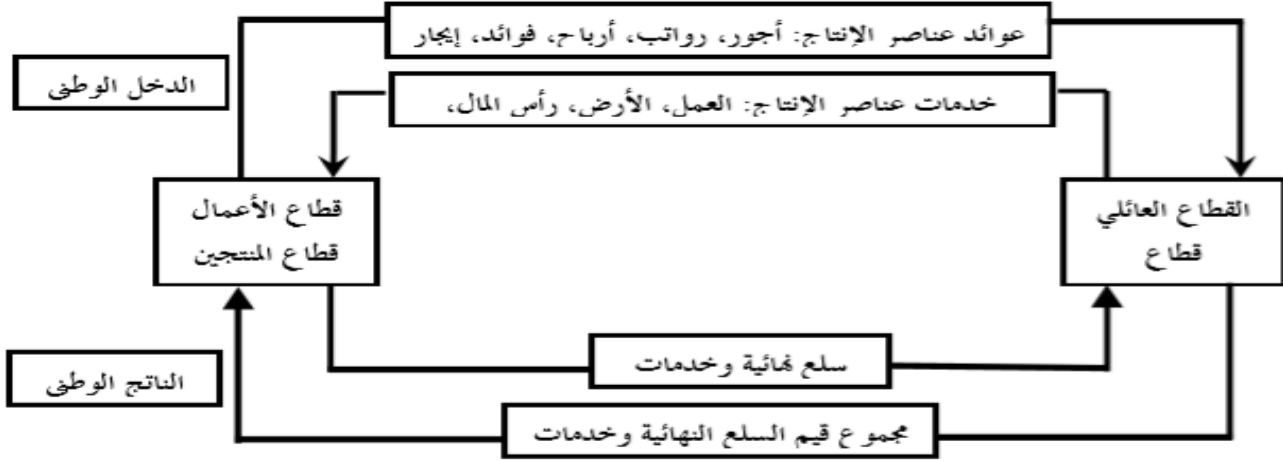 عوائد عناصر الإنتاج: أجور، رواتب، أرباح، فوائد، إيجار
الدخل الوطني
خدمات عناصر الإنتاج: العمل، الأرض، رأس المال،
القطاع العائلي
قطاع
قطاع الأعمال
قطاع المنتجين
سلع نهائية وخدمات
الناتج الوطني
مجموع قيم السلع النهائية وخدمات